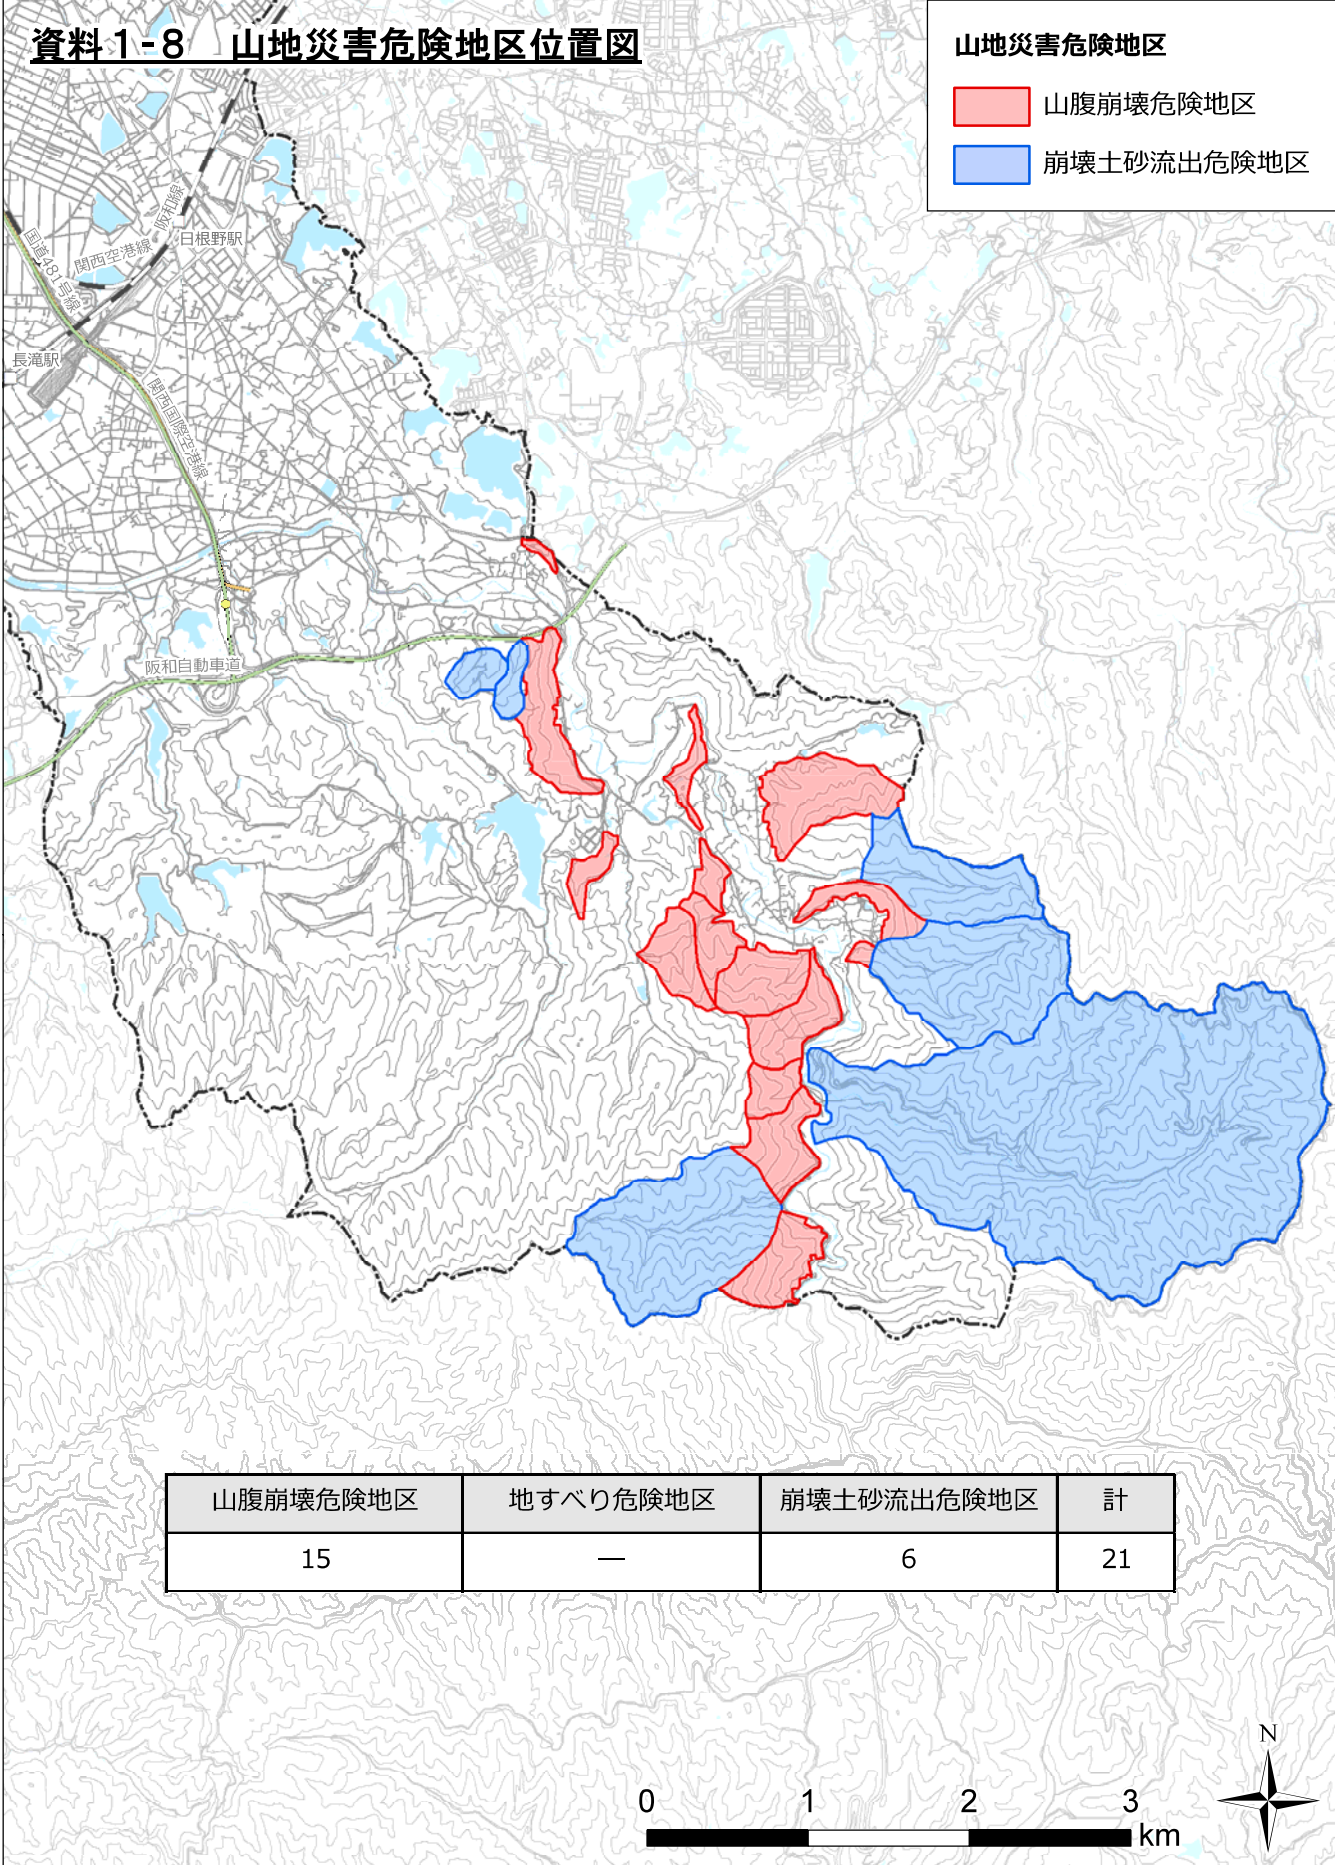 資料１-８　山地災害危険地区位置図
山地災害危険地区
山腹崩壊危険地区
崩壊土砂流出危険地区
阪和線
日根野駅
関西空港線
国道481号線
長滝駅
関西国際空港線
阪和自動車道
山腹崩壊危険地区 地すべり危険地区 崩壊土砂流出危険地区 計
15 — 6 21
N
0 1 2 3
km